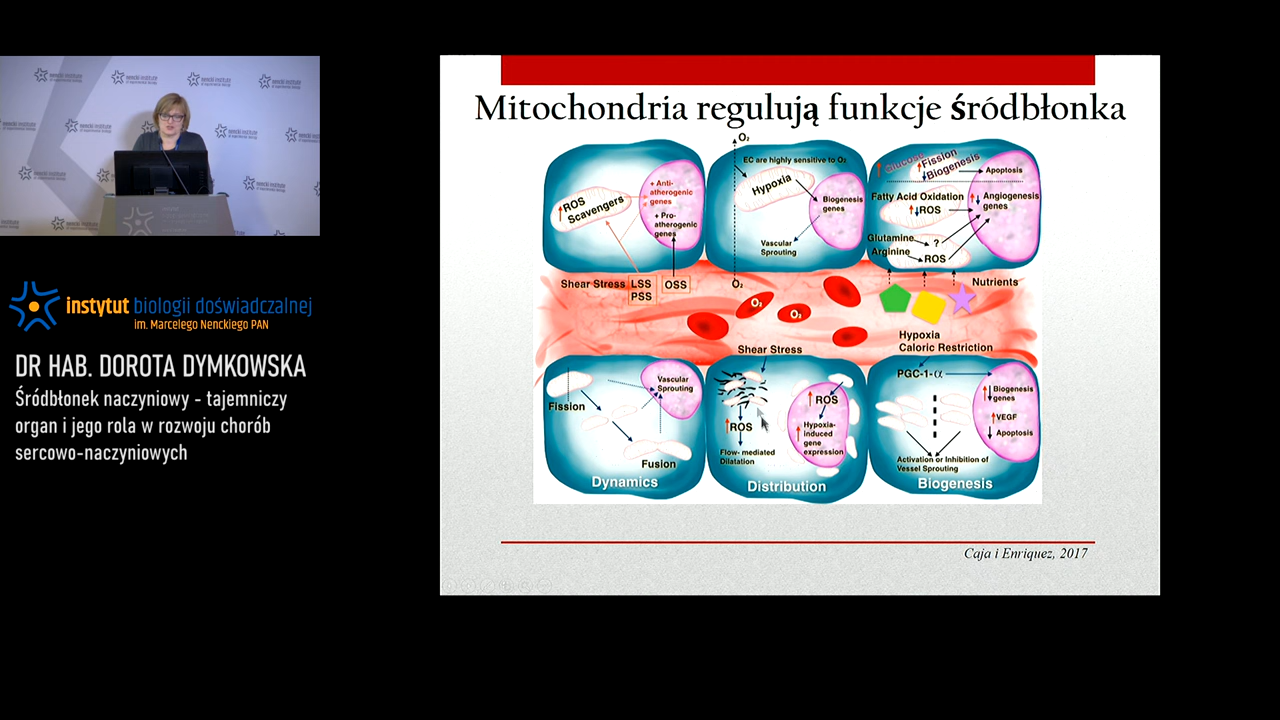 nencki institute
instytut biologii doświadczalnej
im. Marcelego Nenckiego PAN
DR HAB. DOROTA DYMKOWSKA
Śródbłonek naczyniowy - tajemniczy
organ i jego rola w rozwoju chorób
sercowo-naczyniowych
Mitochondria regulują funkcje śródbłonka
ROS
Scavengers
+ Anti-
atherogenic
genes
+ Pro-
atherogenic
genes
Shear Stress
LSS
PSS
OSS
O₂
EC are highly sensitive to O₂
Hypoxia
Biogenesis
genes
Vascular
Sprouting
O₂
Glucose
Fission
Biogenesis
Apoptosis
Fatty Acid Oxidation
ROS
Angiogenesis
genes
Glutamine
?
Arginine
ROS
Nutrients
O₂
O₂
Shear Stress
Hypoxia
Caloric Restriction
Fission
Vascular
Sprouting
Fusion
Dynamics
ROS
Flow- mediated
Dilatation
ROS
Hypoxia-
induced
gene
expression
Distribution
PGC-1-α
Biogenesis
genes
VEGF
Apoptosis
Activation or Inhibition of
Vessel Sprouting
Biogenesis
Caja i Enriquez, 2017